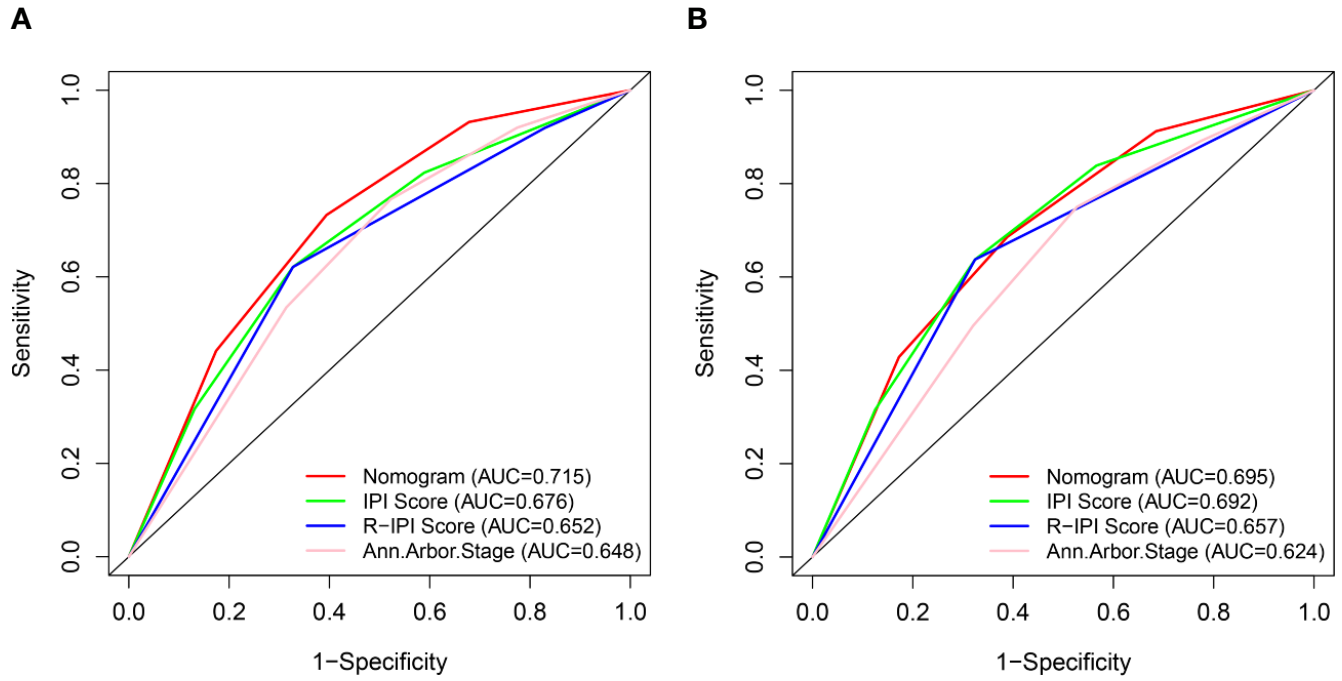 A
Sensitivity
1.0
0.8
0.6
0.4
0.2
0.0
Nomogram (AUC=0.715)
IPI Score (AUC=0.676)
R−IPI Score (AUC=0.652)
Ann.Arbor.Stage (AUC=0.648)
0.0 0.2 0.4 0.6 0.8 1.0
1−Specificity
B
Sensitivity
1.0
0.8
0.6
0.4
0.2
0.0
Nomogram (AUC=0.695)
IPI Score (AUC=0.692)
R−IPI Score (AUC=0.657)
Ann.Arbor.Stage (AUC=0.624)
0.0 0.2 0.4 0.6 0.8 1.0
1−Specificity